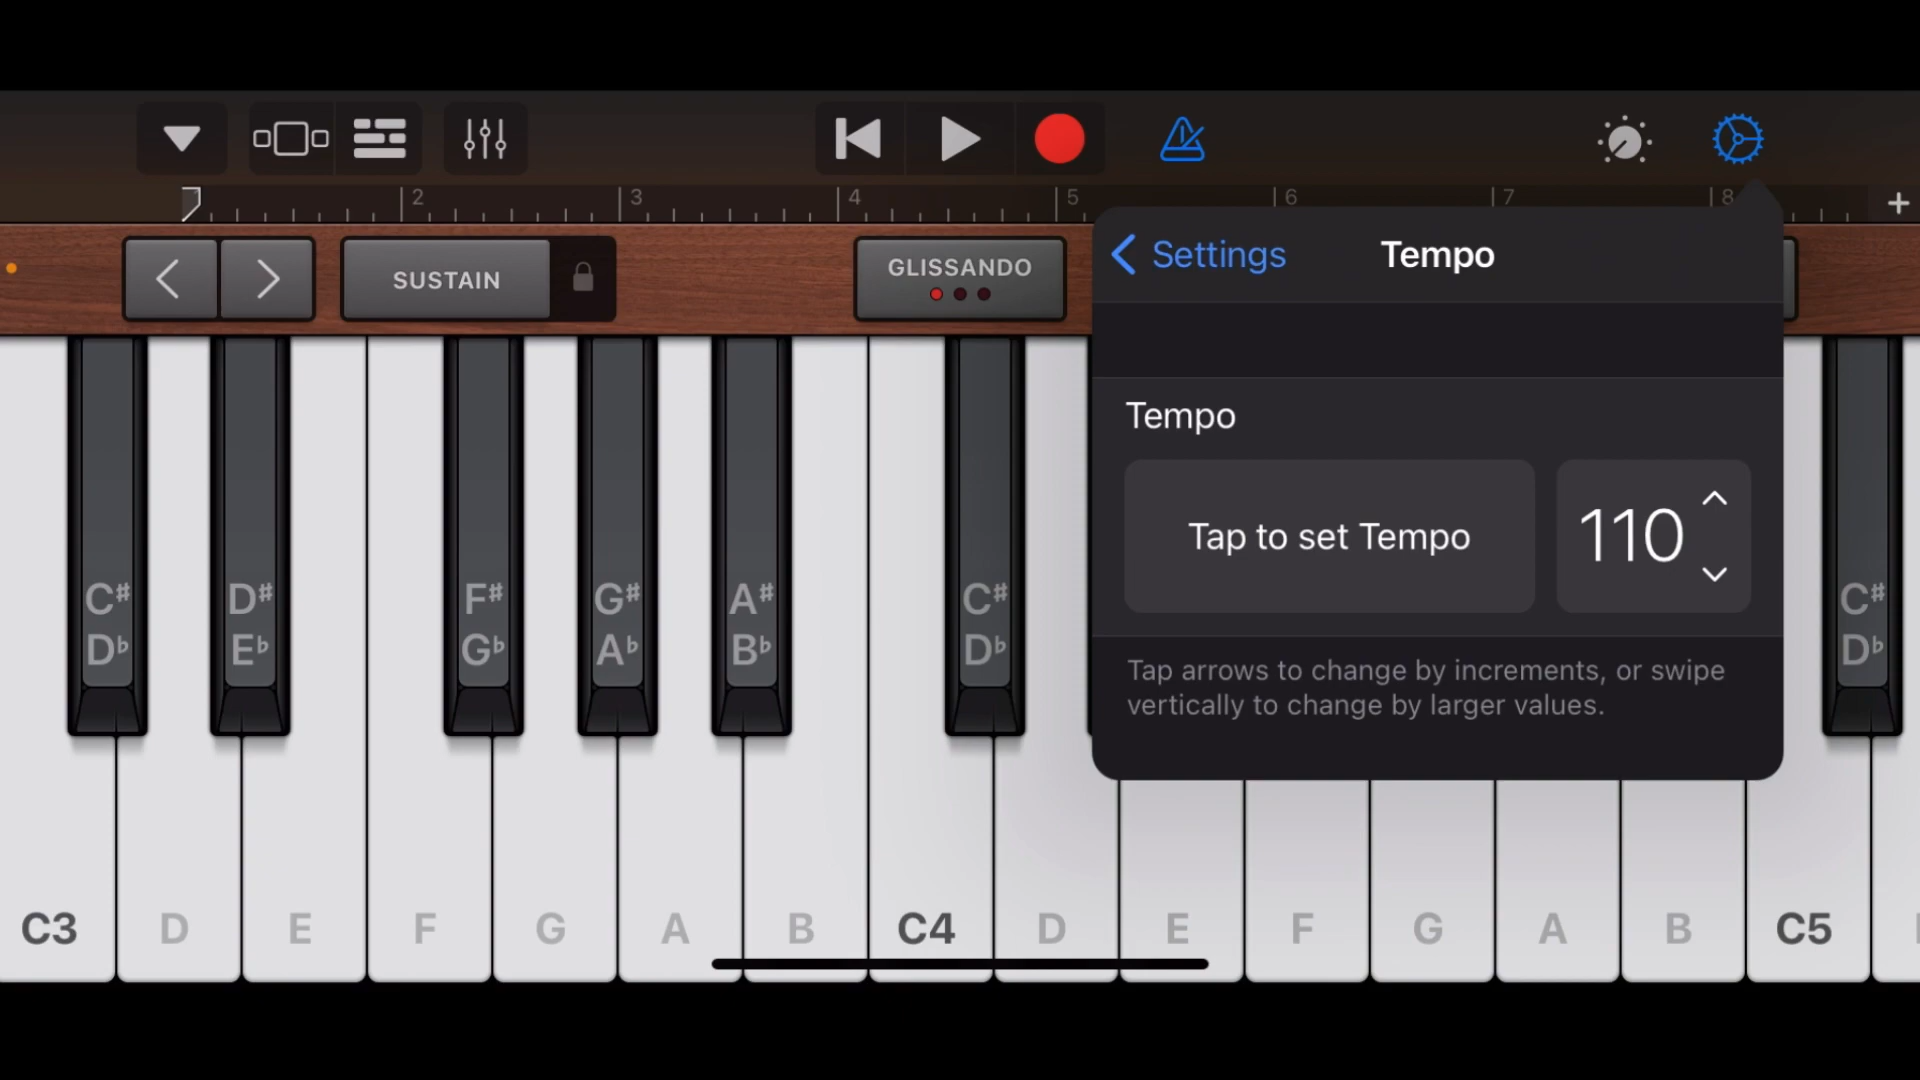 2 3 4 5 6 7 8 +
SUSTAIN
GLISSANDO
Settings
Tempo
Tempo
Tap to set Tempo
110
Tap arrows to change by increments, or swipe
vertically to change by larger values.
C♯ D♯ F♯ G♯ A♯ C♯ C♯
D♭ E♭ G♭ A♭ B♭ D♭ D♭
C3 D E F G A B C4 D E F G A B C5